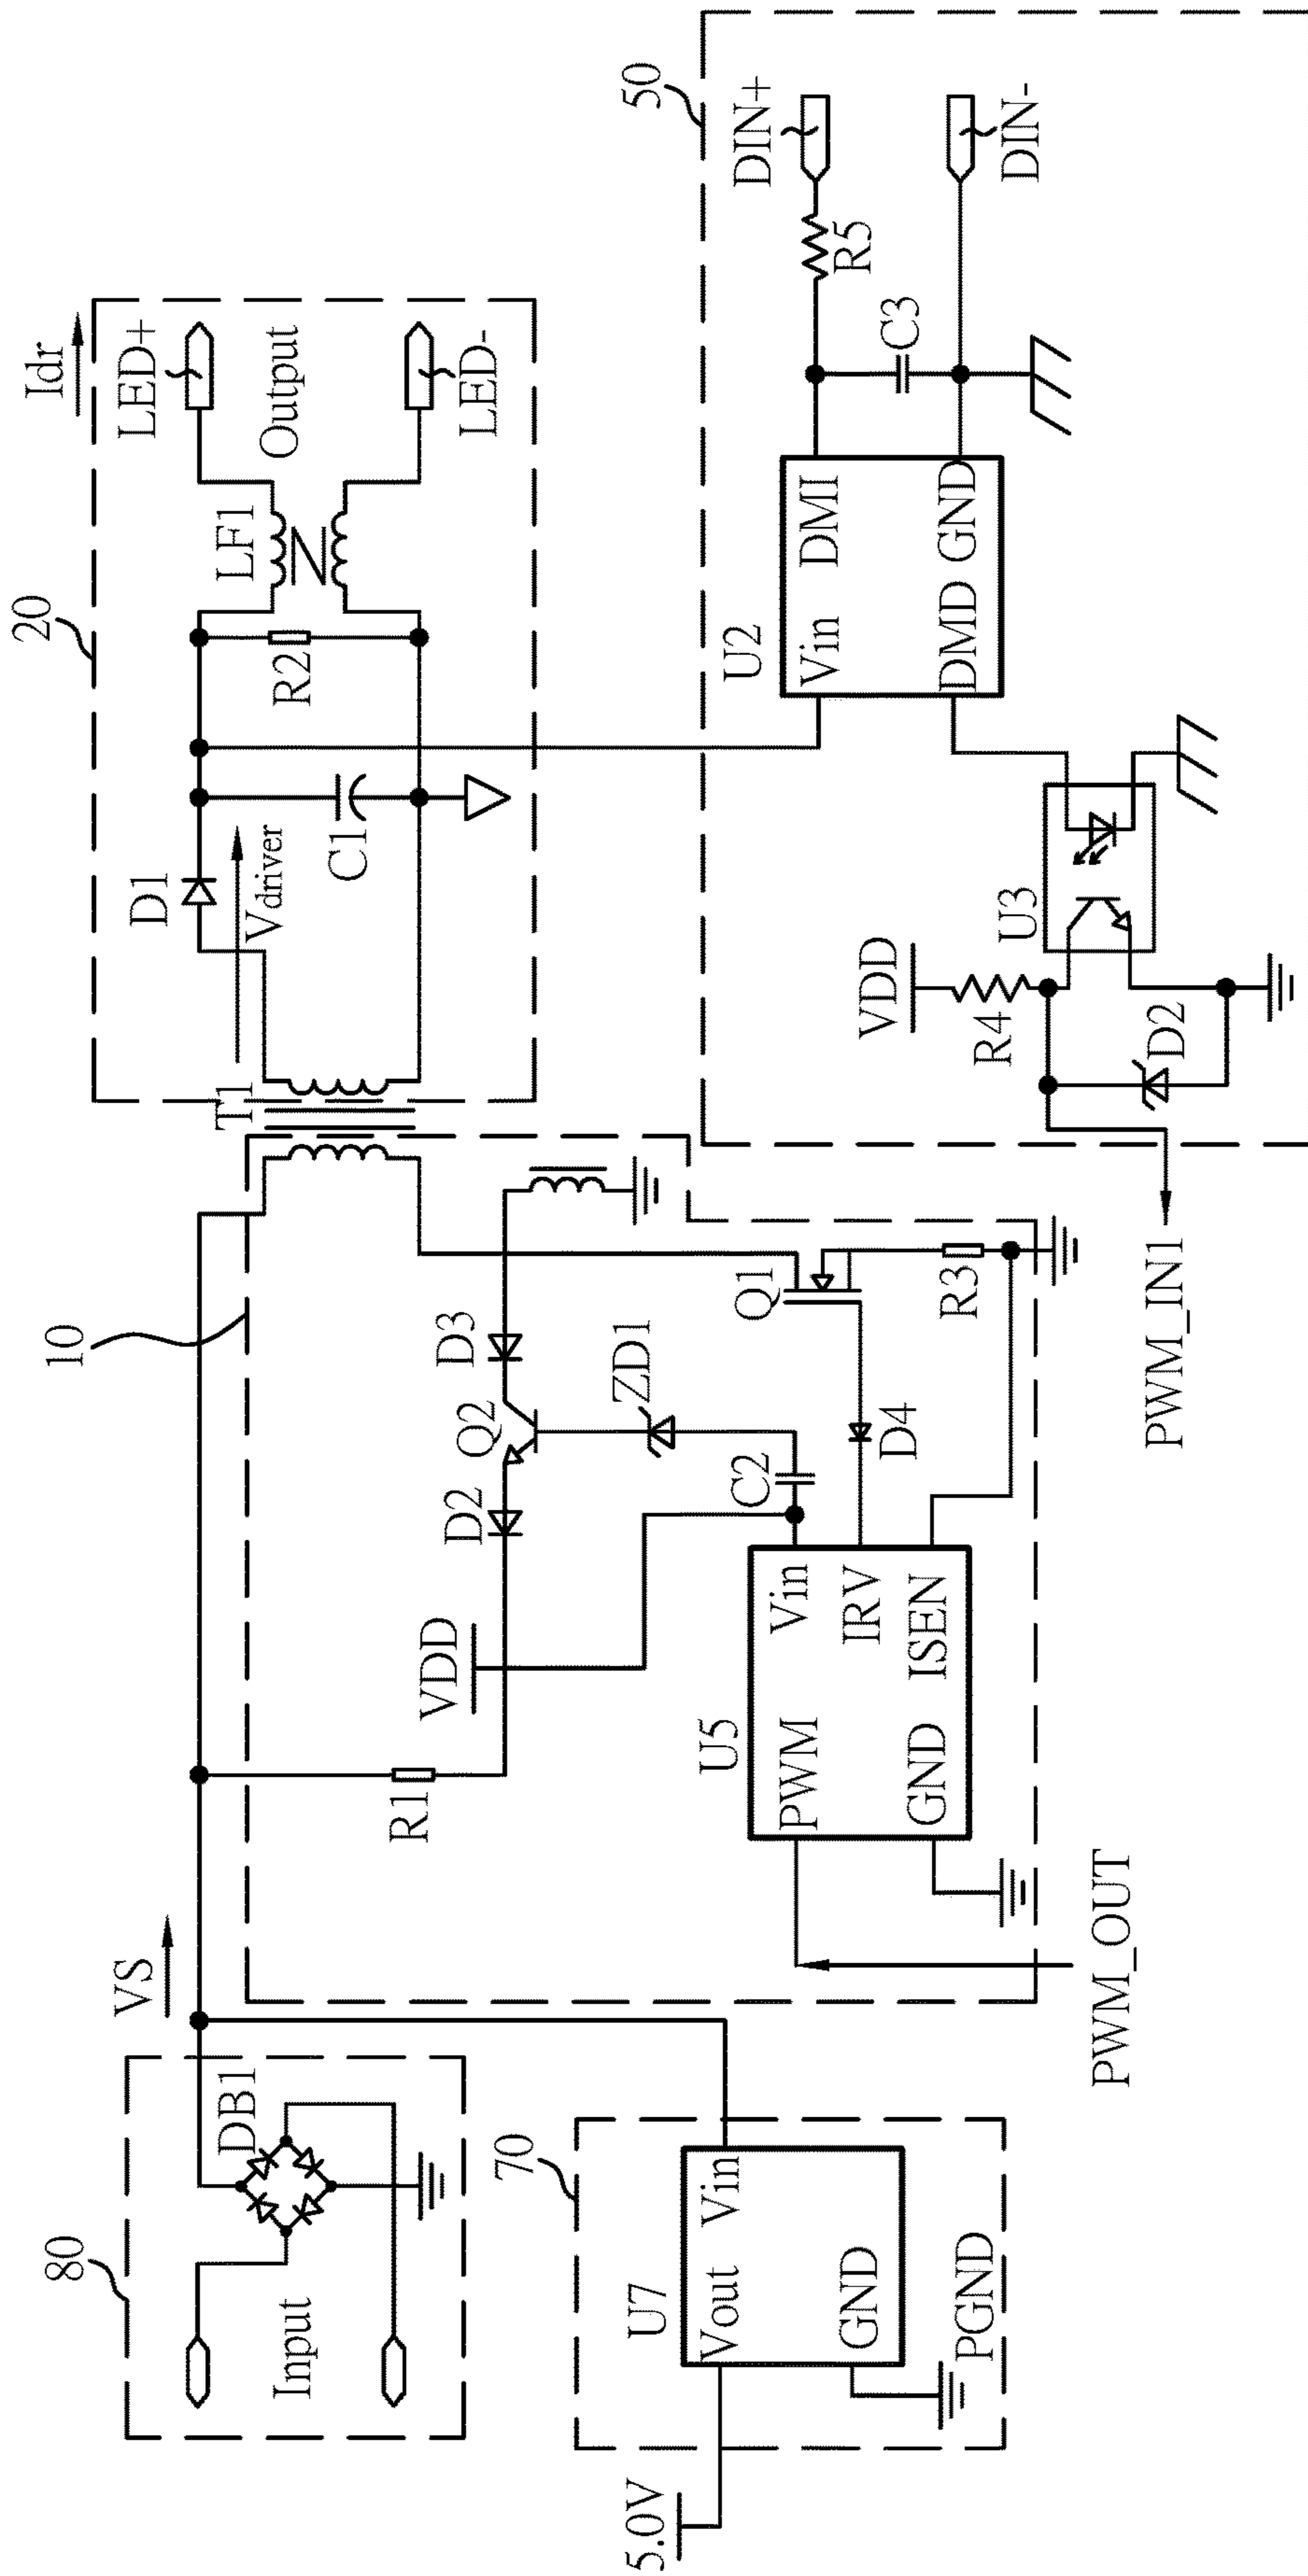 80
Input
DB1
VS
70
U7
Vout
Vin
GND
PGND
5.0V
10
R1
VDD
D2
Q2
D3
ZD1
C2
U5
PWM
Vin
IRV
GND
ISEN
D4
Q1
R3
PWM_OUT
T1
20
Vdriver
D1
C1
R2
LF1
Output
LED+
LED-
Idr
50
U2
Vin
DMI
DMD
GND
R5
C3
DIN+
DIN-
VDD
R4
U3
D2
PWM_IN1